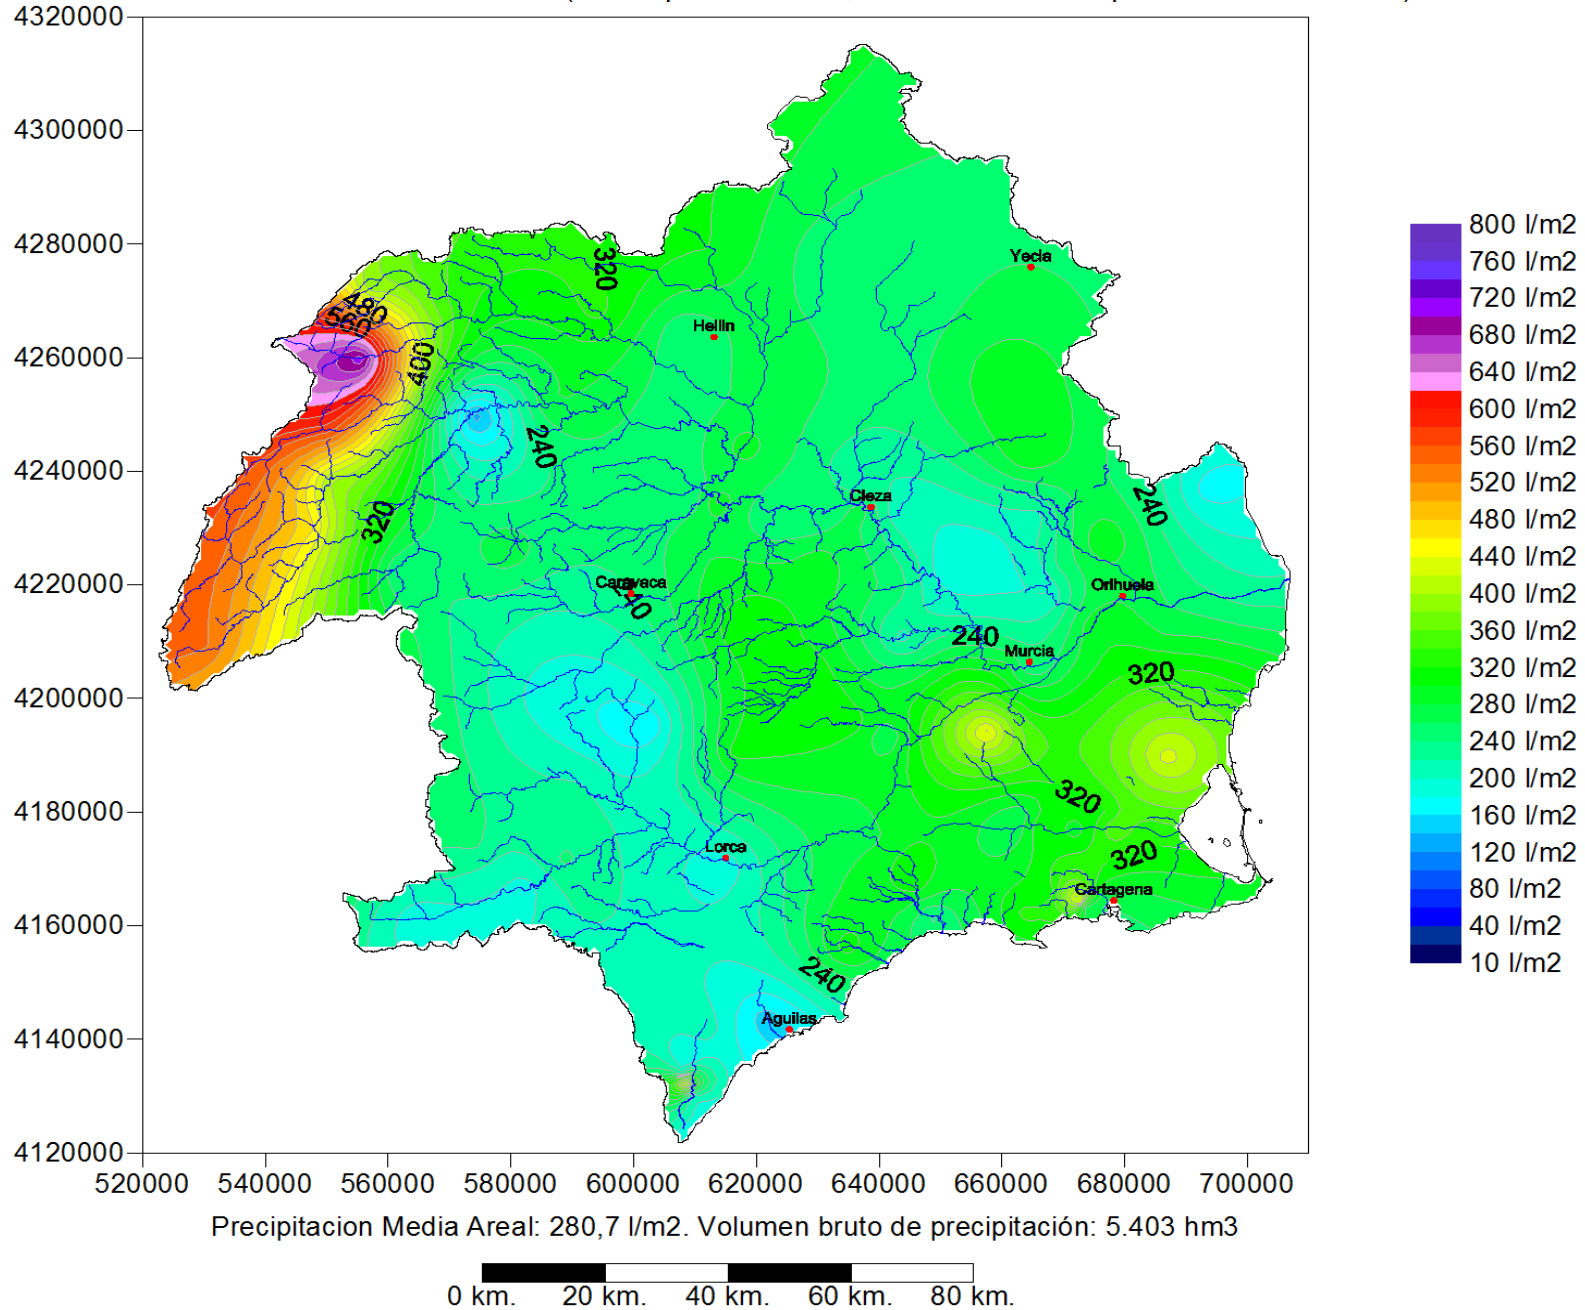 4320000
4300000
4280000
4260000
4240000
4220000
4200000
4180000
4160000
4140000
4120000
520000 540000 560000 580000 600000 620000 640000 660000 680000 700000
Yecla
320
Hellin
480
560
400
240
Cieza
240
320
Caravaca
240
Orihuela
240
Murcia
320
320
Lorca
320
Cartagena
240
Aguilas
800 l/m2
760 l/m2
720 l/m2
680 l/m2
640 l/m2
600 l/m2
560 l/m2
520 l/m2
480 l/m2
440 l/m2
400 l/m2
360 l/m2
320 l/m2
280 l/m2
240 l/m2
200 l/m2
160 l/m2
120 l/m2
80 l/m2
40 l/m2
10 l/m2
Precipitacion Media Areal: 280,7 l/m2. Volumen bruto de precipitación: 5.403 hm3
0 km. 20 km. 40 km. 60 km. 80 km.